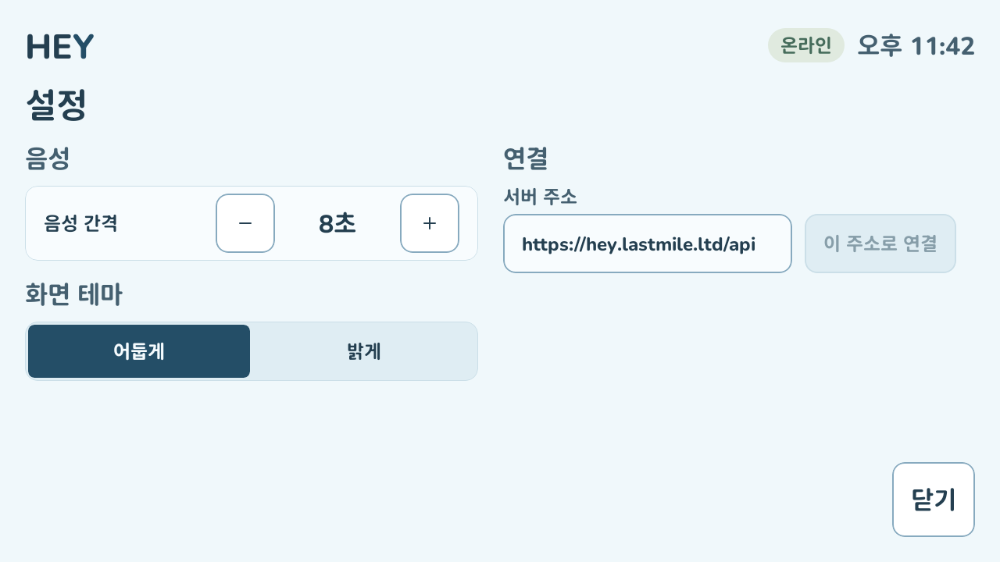 HEY
온라인 오후 11:42
설정
음성
음성 간격 − 8초 +
화면 테마
어둡게 밝게
연결
서버 주소
https://hey.lastmile.ltd/api 이 주소로 연결
닫기